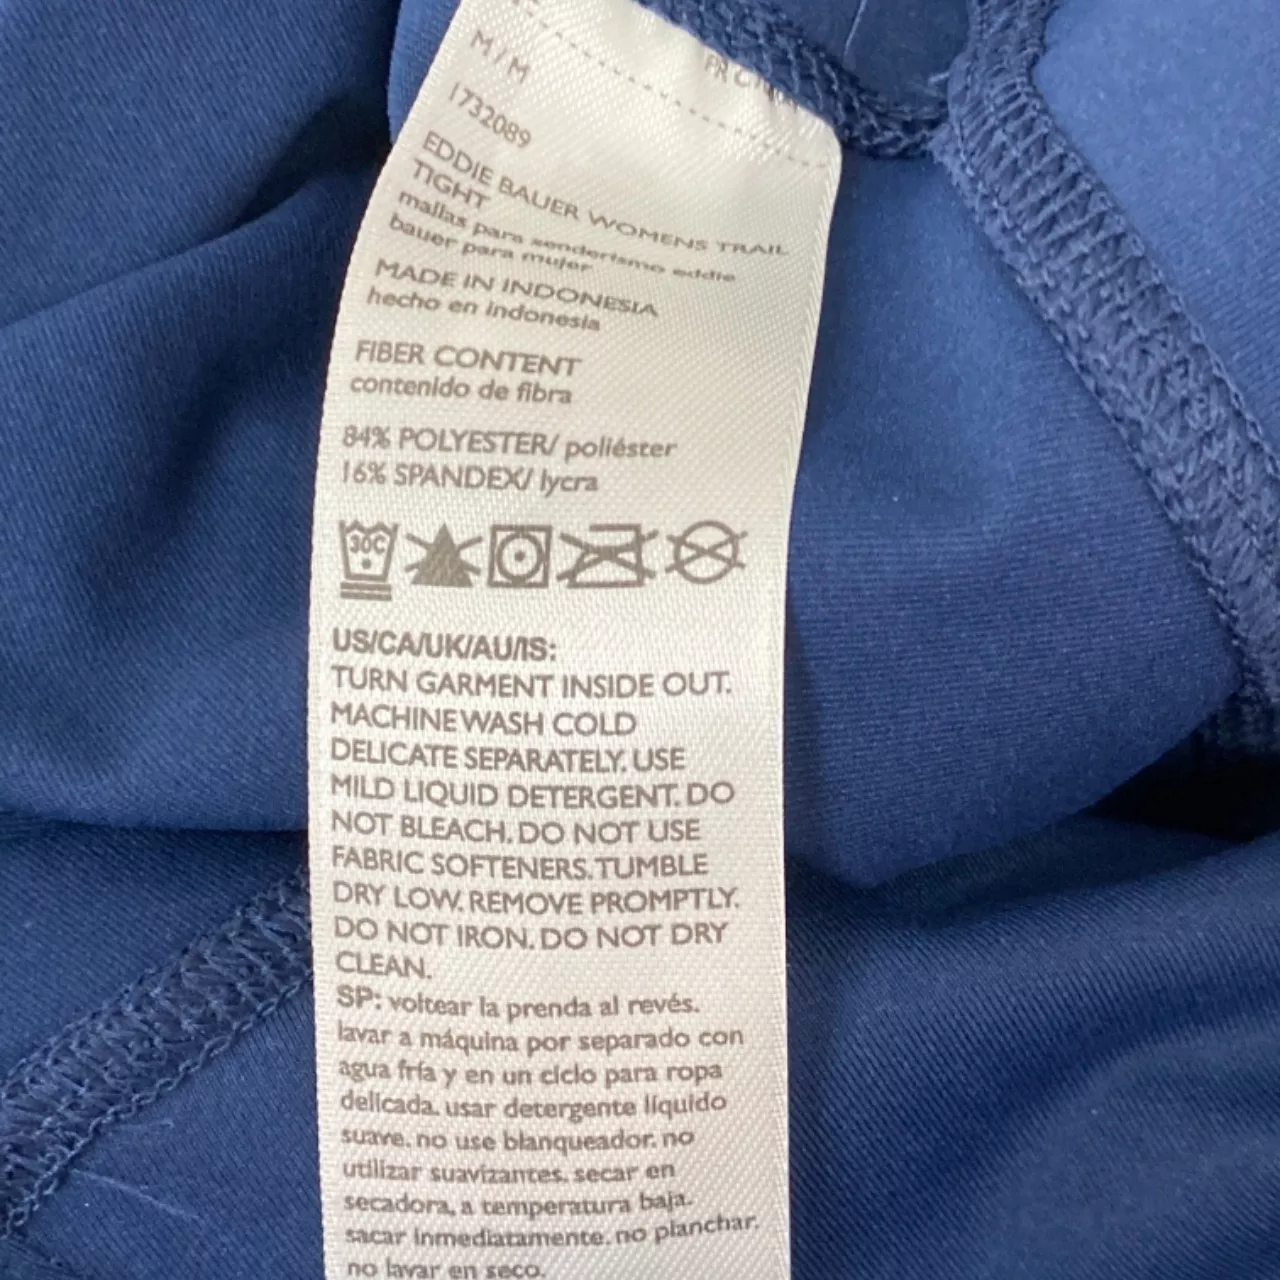 M / M
1732089
EDDIE BAUER WOMENS TRAIL
TIGHT
mallas para senderismo eddie
bauer para mujer
MADE IN INDONESIA
hecho en indonesia
FIBER CONTENT
contenido de fibra
84% POLYESTER/ poliéster
16% SPANDEX/ lycra
30C
US/CA/UK/AU/IS:
TURN GARMENT INSIDE OUT.
MACHINE WASH COLD
DELICATE SEPARATELY. USE
MILD LIQUID DETERGENT. DO
NOT BLEACH. DO NOT USE
FABRIC SOFTENERS. TUMBLE
DRY LOW. REMOVE PROMPTLY.
DO NOT IRON. DO NOT DRY
CLEAN.
SP: voltear la prenda al revés.
lavar a máquina por separado con
agua fría y en un ciclo para ropa
delicada. usar detergente líquido
suave. no use blanqueador. no
utilizar suavizantes. secar en
secadora, a temperatura baja.
sacar inmediatamente. no planchar.
no lavar en seco.